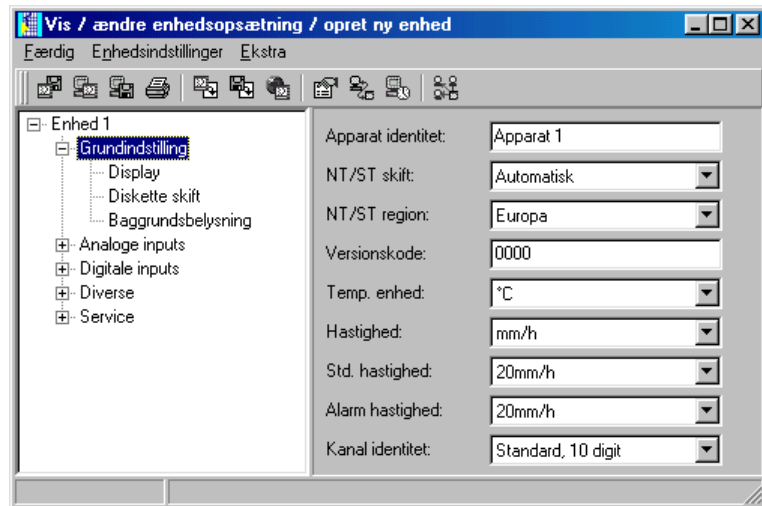 Vis / ændre enhedsopsætning / opret ny enhed
Færdig Enhedsindstillinger Ekstra
Enhed 1
Grundindstilling
Display
Diskette skift
Baggrundsbelysning
Analoge inputs
Digitale inputs
Diverse
Service
Apparat identitet: Apparat 1
NT/ST skift: Automatisk
NT/ST region: Europa
Versionskode: 0000
Temp. enhed: °C
Hastighed: mm/h
Std. hastighed: 20mm/h
Alarm hastighed: 20mm/h
Kanal identitet: Standard, 10 digit